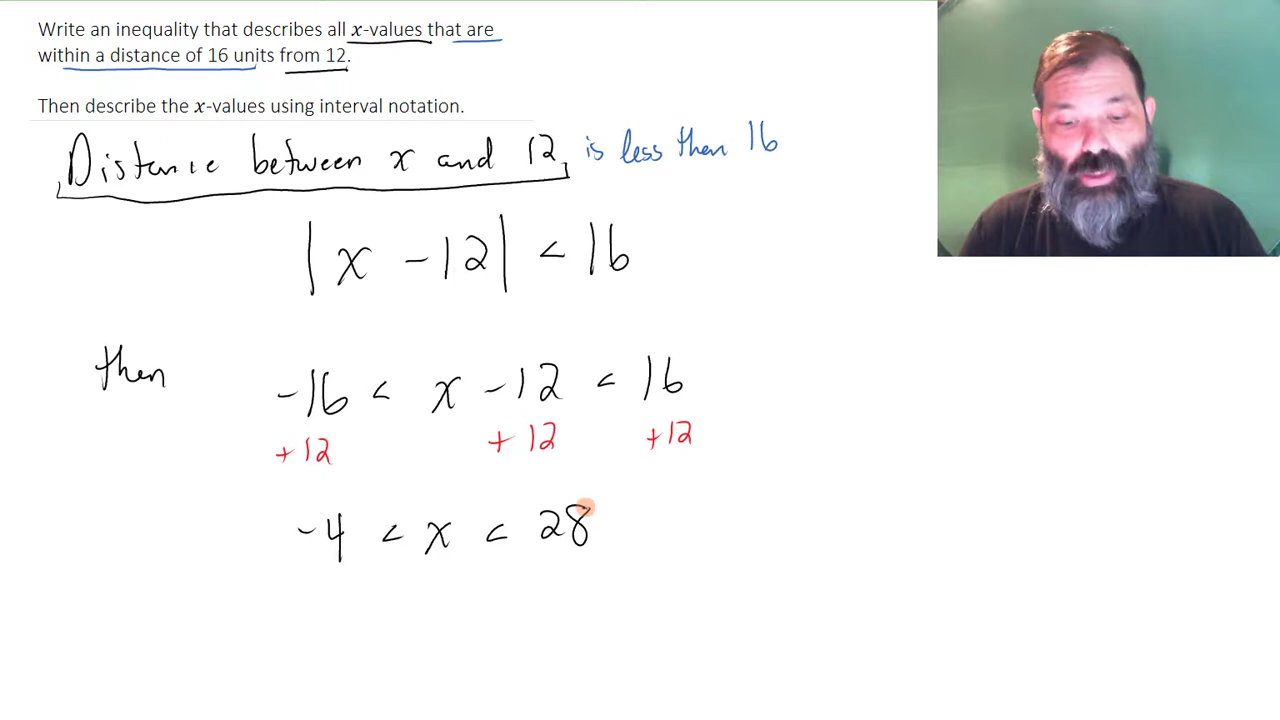 Write an inequality that describes all x-values that are
within a distance of 16 units from 12.
Then describe the x-values using interval notation.
Distance between x and 12, is less then 16
|x - 12| < 16
then
-16 < x - 12 < 16
+12 +12 +12
-4 < x < 28